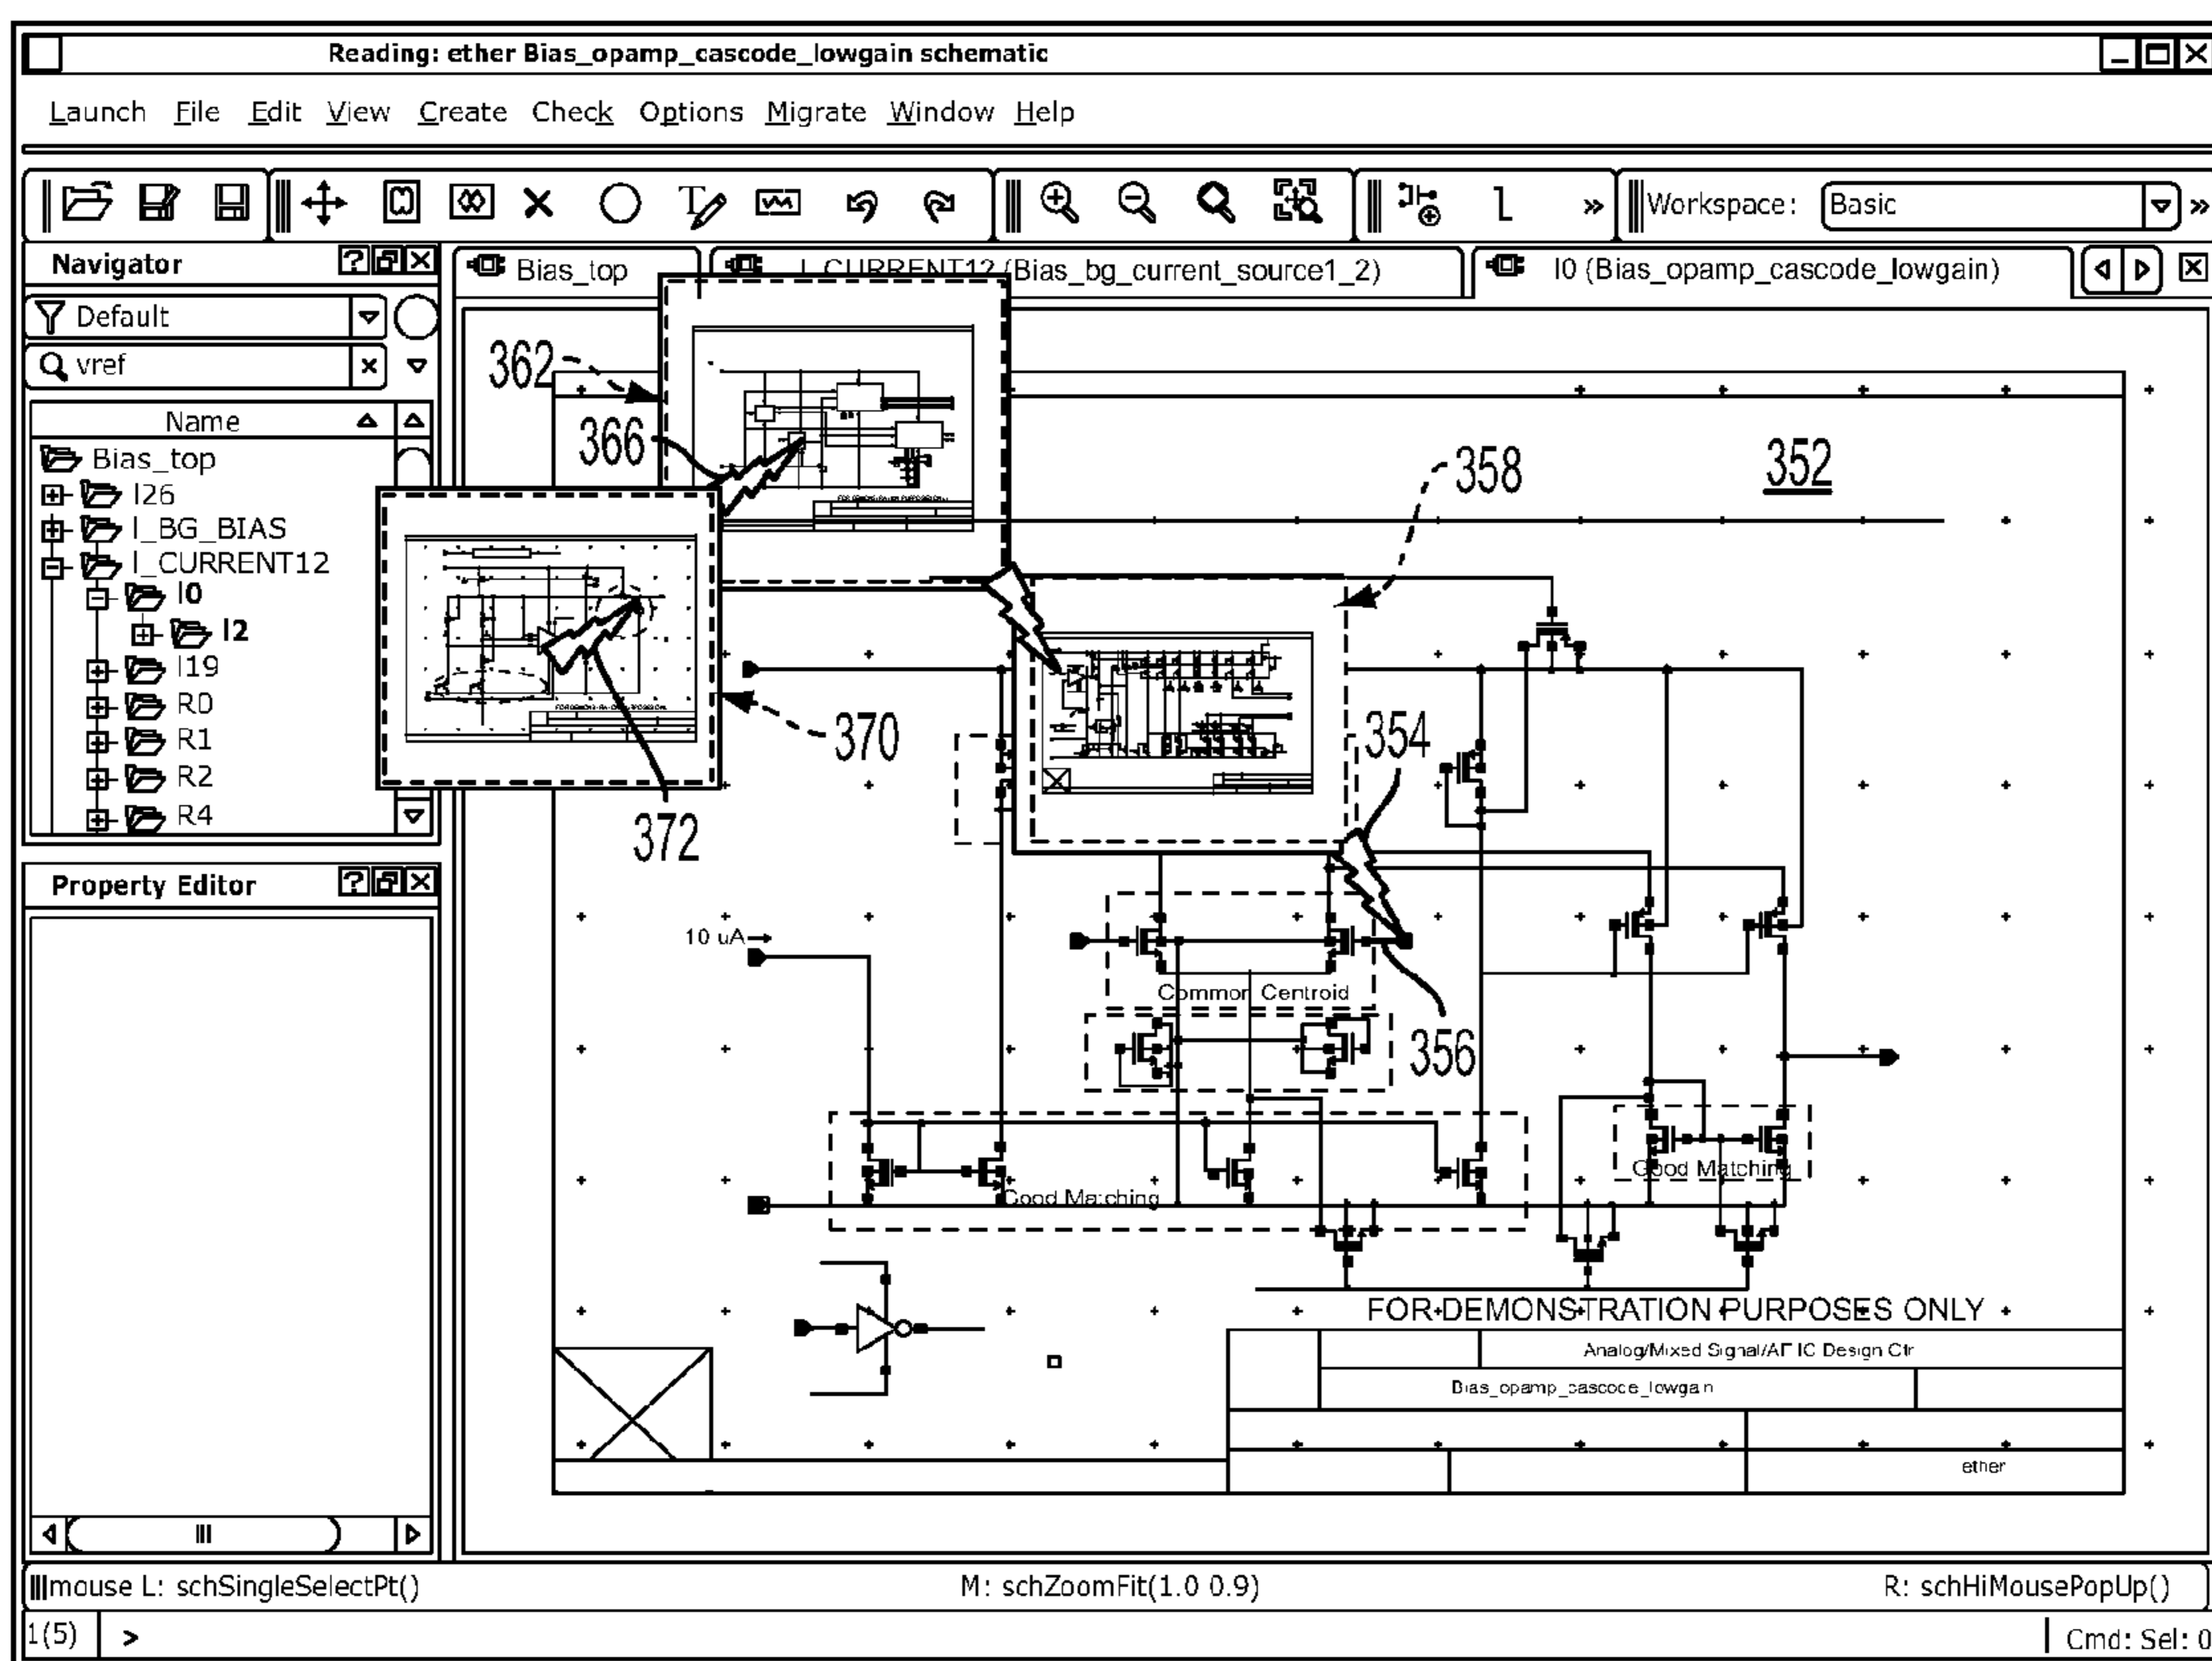 Reading: ether Bias_opamp_cascode_lowgain schematic
Launch File Edit View Create Check Options Migrate Window Help
Workspace: Basic
Navigator
Bias_top
I_CURRENT12 (Bias_bg_current_source1_2)
I0 (Bias_opamp_cascode_lowgain)
Default
vref
Name
Bias_top
I26
I_BG_BIAS
I_CURRENT12
I0
I2
I19
R0
R1
R2
R4
362
366
358
352
370
354
372
Property Editor
10 uA
Common Centroid
356
Good Matching
Good Matching
FOR DEMONSTRATION PURPOSES ONLY
Analog/Mixed Signal/AF IC Design Ctr
Bias_opamp_cascoce_lowgain
ether
mouse L: schSingleSelectPt()
M: schZoomFit(1.0 0.9)
R: schHiMousePopUp()
1(5) >
Cmd: Sel: 0